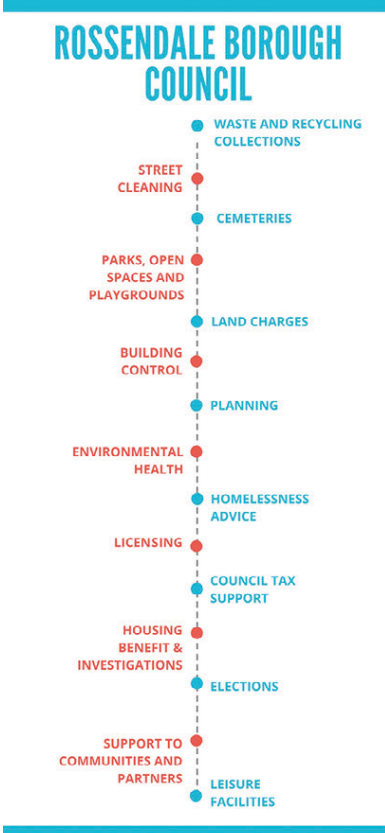 ROSSENDALE BOROUGH
COUNCIL
WASTE AND RECYCLING
COLLECTIONS
STREET
CLEANING
CEMETERIES
PARKS, OPEN
SPACES AND
PLAYGROUNDS
LAND CHARGES
BUILDING
CONTROL
PLANNING
ENVIRONMENTAL
HEALTH
HOMELESSNESS
ADVICE
LICENSING
COUNCIL TAX
SUPPORT
HOUSING
BENEFIT &
INVESTIGATIONS
ELECTIONS
SUPPORT TO
COMMUNITIES AND
PARTNERS
LEISURE
FACILITIES